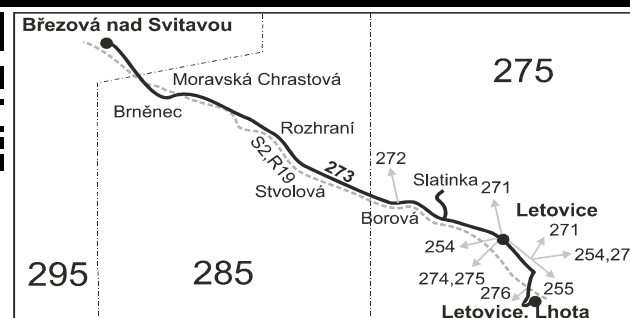 Březová nad Svitavou
275
Moravská Chrastová
Brněnec
Rozhraní
S2,R19
273
272
Stvolová
Slatinka
271
Borová
Letovice
271
254
254,27
274,275
295
285
276
255
Letovice, Lhota